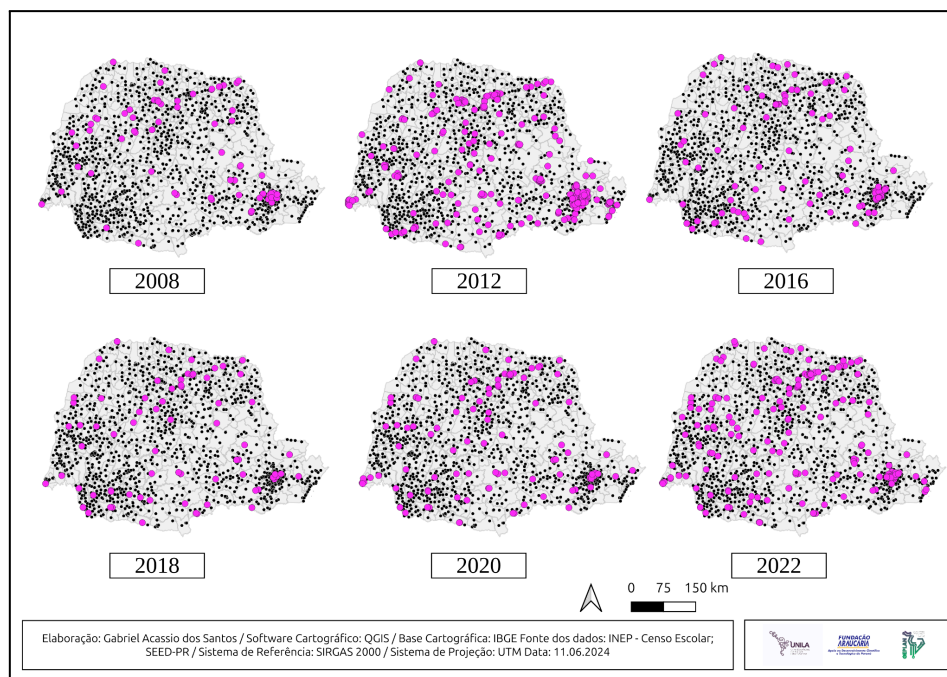 2008
2012
2016
2018
2020
2022
0 75 150 km
Elaboração: Gabriel Acassio dos Santos / Software Cartográfico: QGIS / Base Cartográfica: IBGE Fonte dos dados: INEP - Censo Escolar;
SEED-PR / Sistema de Referência: SIRGAS 2000 / Sistema de Projeção: UTM Data: 11.06.2024
UNILA
FUNDAÇÃO
ARAUCÁRIA